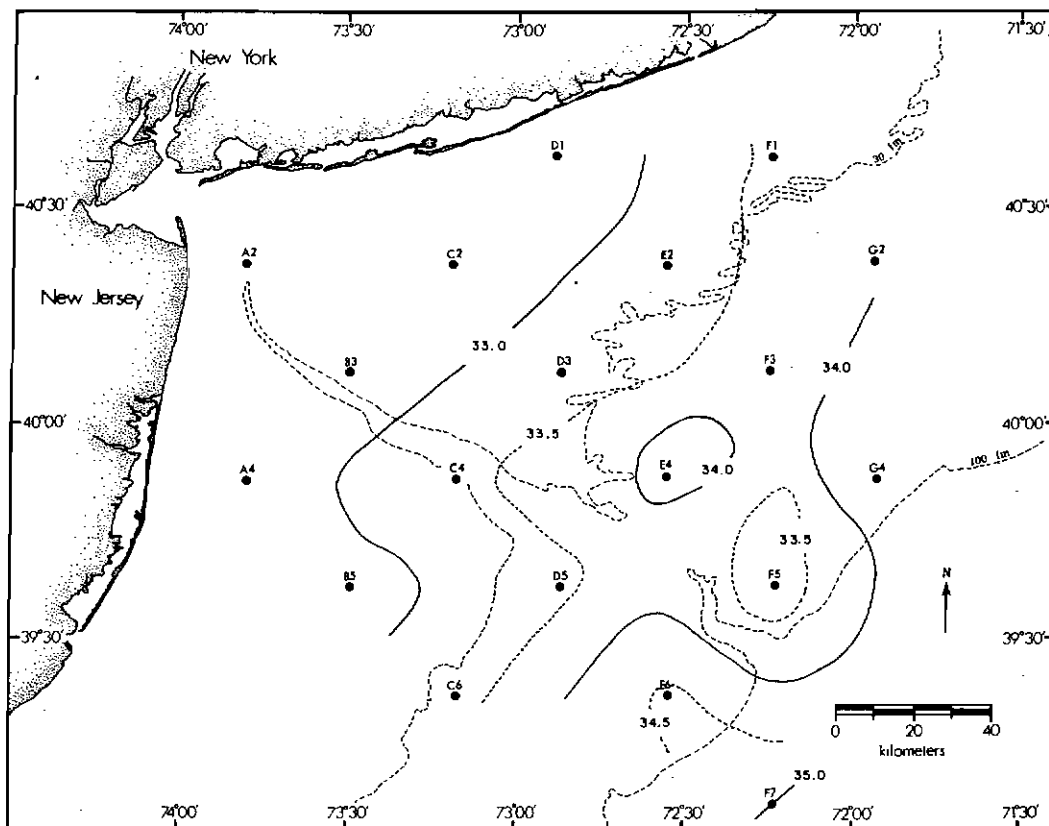 74°00' 73°30' 73°00' 72°30' 72°00' 71°30'
New York
D1 F1
30 fm
40°30' 40°30'
A2 C2 E2 G2
New Jersey
33.0
B3 D3 F3 34.0
40°00' 33.5 40°00'
A4 C4 E4 34.0 G4 100 fm
33.5
B5 D5 F5 N
39°30' 39°30'
C6 E6
34.5
0 20 40
kilometers
F7 35.0
74°00' 73°30' 73°00' 72°30' 72°00' 71°30'